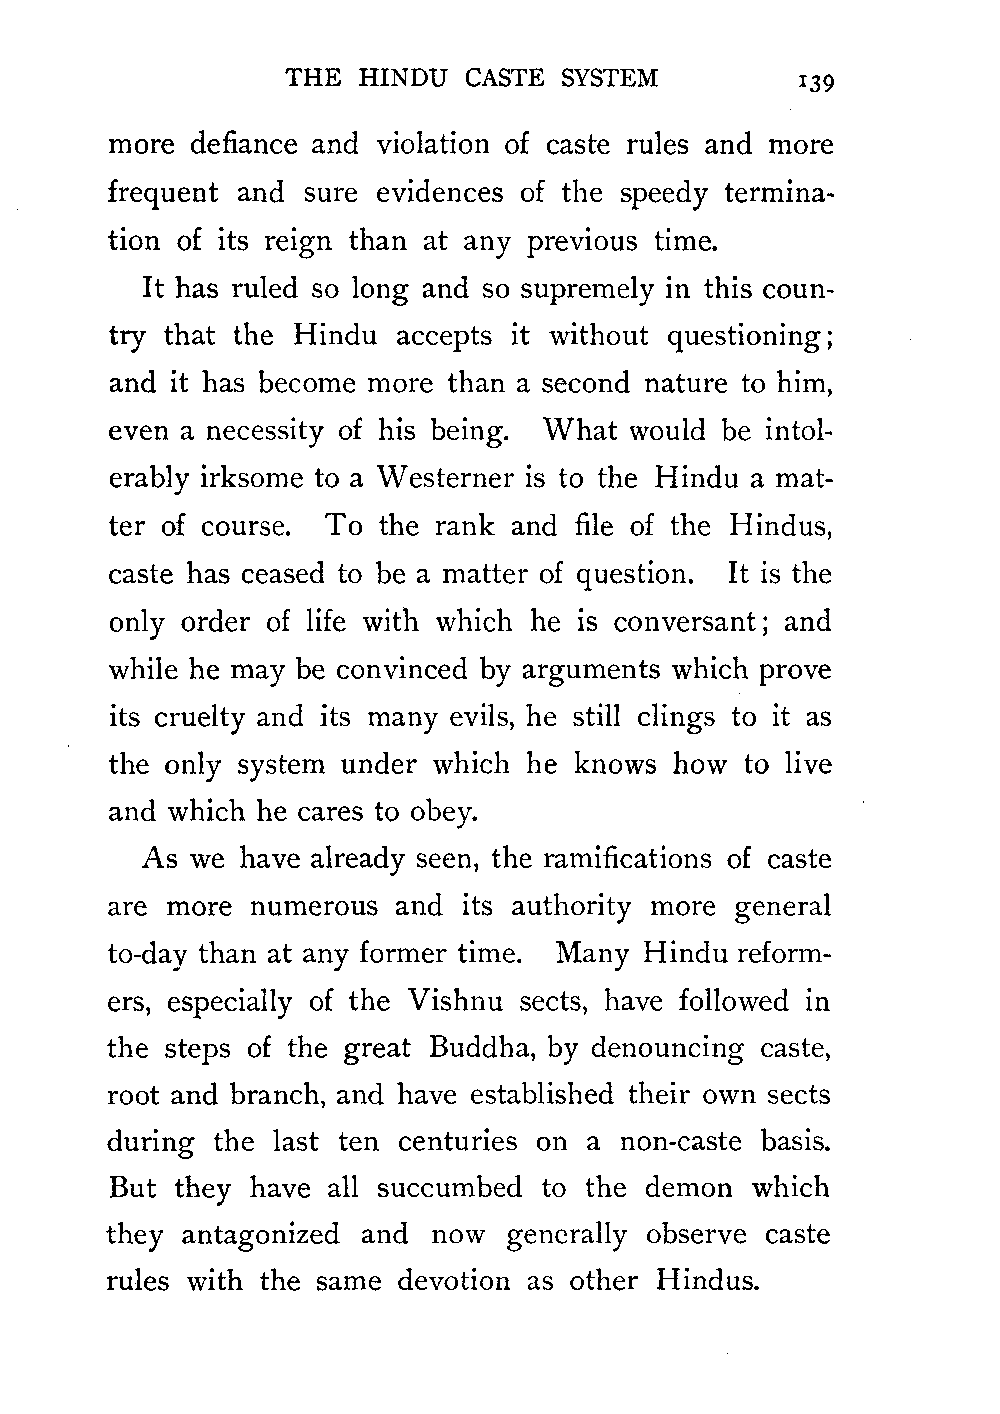 THE HINDU CASTE SYSTEM 139
more defiance and violation of caste rules and more
frequent and sure evidences of the speedy termina-
tion of its reign than at any previous time.
It has ruled so long and so supremely in this coun-
try that the Hindu accepts it without questioning;
and it has become more than a second nature to him,
even a necessity of his being. What would be intol-
erably irksome to a Westerner is to the Hindu a mat-
ter of course. To the rank and file of the Hindus,
caste has ceased to be a matter of question. It is the
only order of life with which he is conversant; and
while he may be convinced by arguments which prove
its cruelty and its many evils, he still clings to it as
the only system under which he knows how to live
and which he cares to obey.
As we have already seen, the ramifications of caste
are more numerous and its authority more general
to-day than at any former time. Many Hindu reform-
ers, especially of the Vishnu sects, have followed in
the steps of the great Buddha, by denouncing caste,
root and branch, and have established their own sects
during the last ten centuries on a non-caste basis.
But they have all succumbed to the demon which
they antagonized and now generally observe caste
rules with the same devotion as other Hindus.